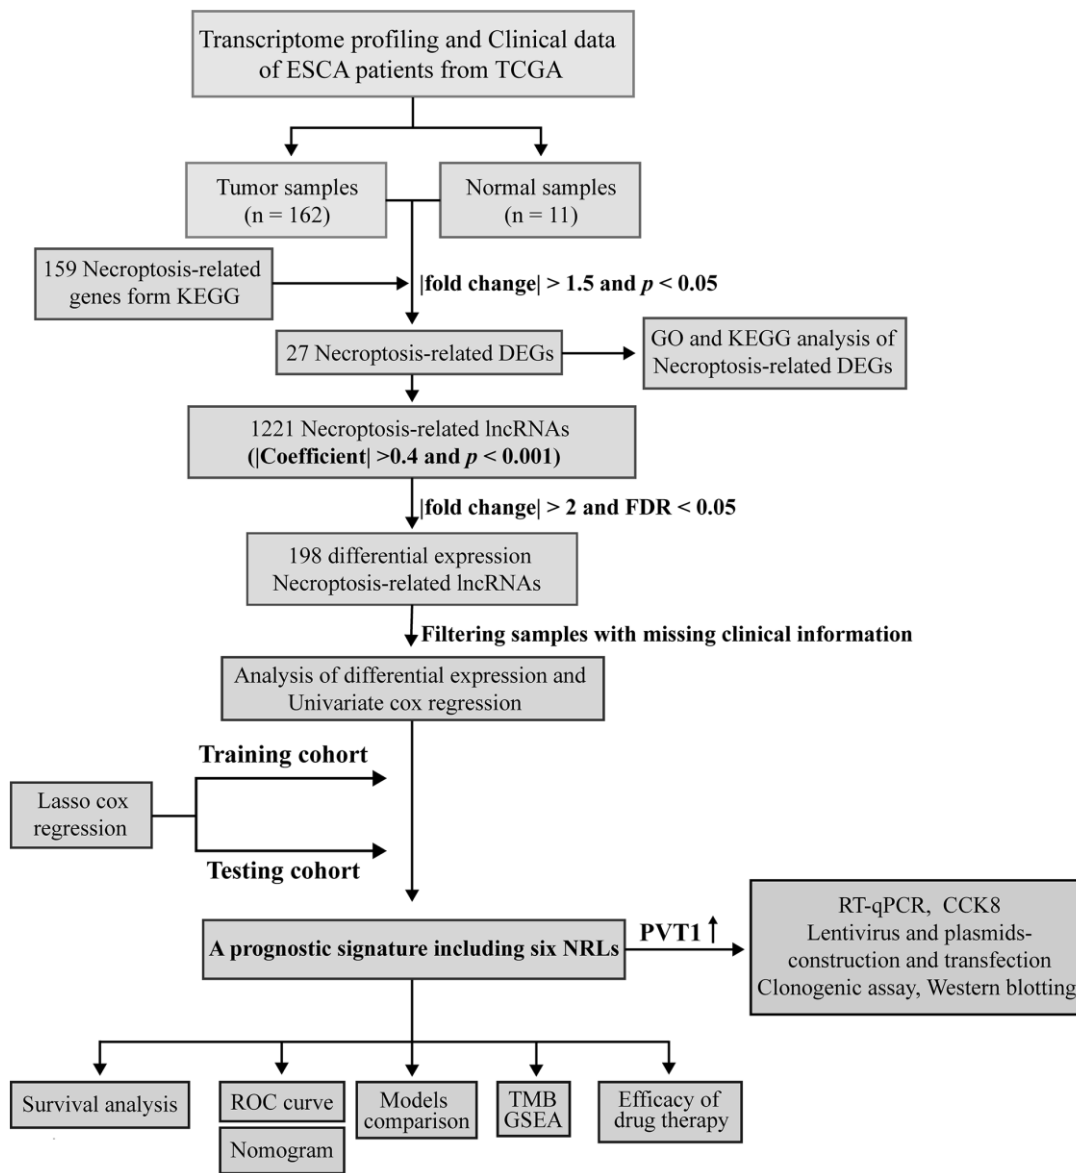 Transcriptome profiling and Clinical data
of ESCA patients from TCGA
Tumor samples
(n = 162)
Normal samples
(n = 11)
159 Necroptosis-related
genes form KEGG
|fold change| > 1.5 and p < 0.05
27 Necroptosis-related DEGs
GO and KEGG analysis of
Necroptosis-related DEGs
1221 Necroptosis-related lncRNAs
(|Coefficient| >0.4 and p < 0.001)
|fold change| > 2 and FDR < 0.05
198 differential expression
Necroptosis-related lncRNAs
Filtering samples with missing clinical information
Analysis of differential expression and
Univariate cox regression
Training cohort
Lasso cox
regression
Testing cohort
A prognostic signature including six NRLs
PVT1 ↑
RT-qPCR, CCK8
Lentivirus and plasmids-
construction and transfection
Clonogenic assay, Western blotting
Survival analysis
ROC curve
Nomogram
Models
comparison
TMB
GSEA
Efficacy of
drug therapy